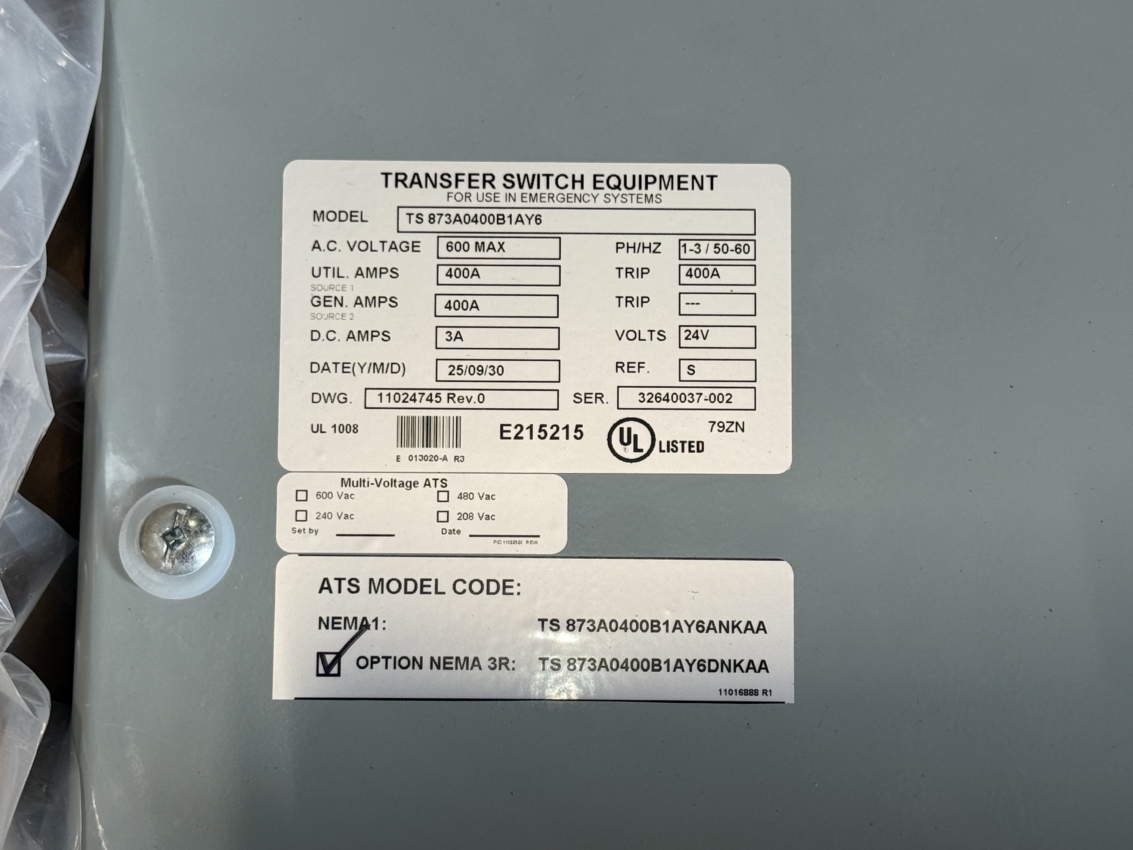 TRANSFER SWITCH EQUIPMENT
FOR USE IN EMERGENCY SYSTEMS
MODEL TS 873A0400B1AY6
A.C. VOLTAGE 600 MAX PH/HZ 1-3 / 50-60
UTIL. AMPS 400A TRIP 400A
SOURCE 1
GEN. AMPS 400A TRIP ---
SOURCE 2
D.C. AMPS 3A VOLTS 24V
DATE(Y/M/D) 25/09/30 REF. S
DWG. 11024745 Rev.0 SER. 32640037-002
UL 1008 E215215 UL LISTED 79ZN
E 013020-A R3
Multi-Voltage ATS
600 Vac 480 Vac
240 Vac 208 Vac
Set by Date
ATS MODEL CODE:
NEMA1: TS 873A0400B1AY6ANKAA
OPTION NEMA 3R: TS 873A0400B1AY6DNKAA
11016888 R1